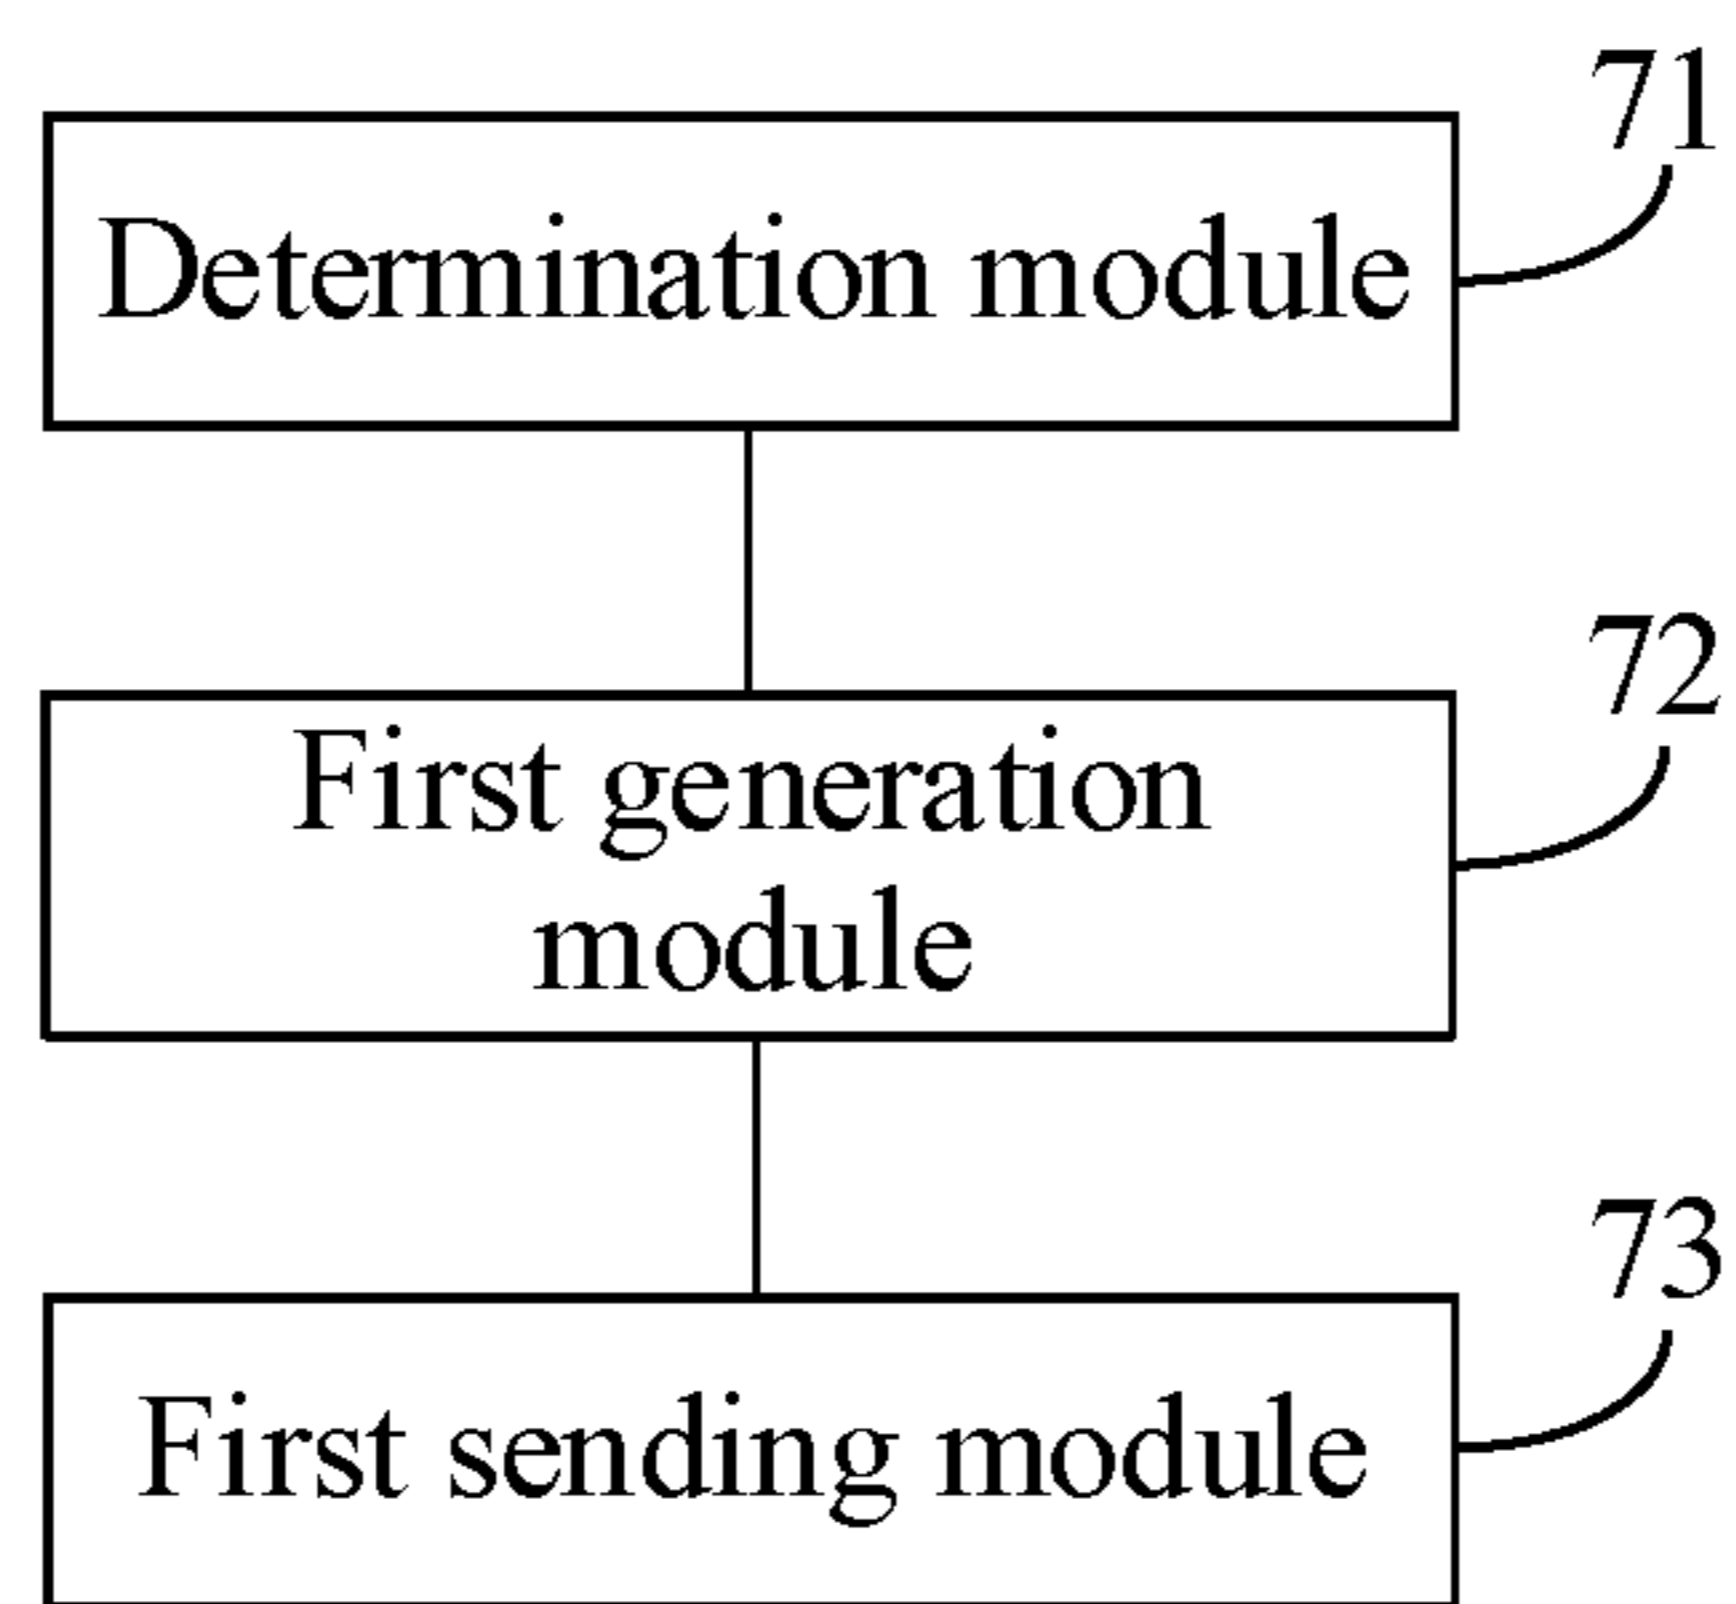 71
Determination module
72
First generation
module
73
First sending module